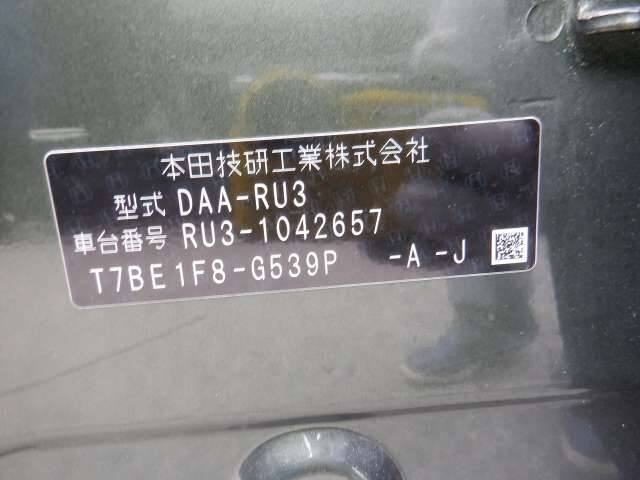 本田技研工業株式会社
型式 DAA-RU3
車台番号 RU3-1042657
T7BE1F8-G539P -A -J